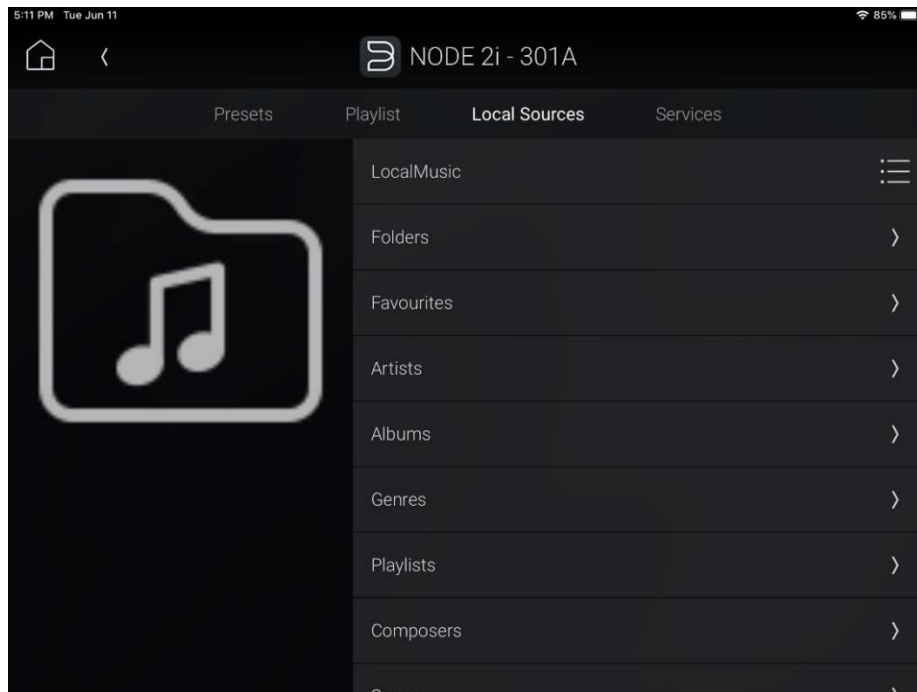 5:11 PM Tue Jun 11 85%
NODE 2i - 301A
Presets Playlist Local Sources Services
LocalMusic
Folders
Favourites
Artists
Albums
Genres
Playlists
Composers